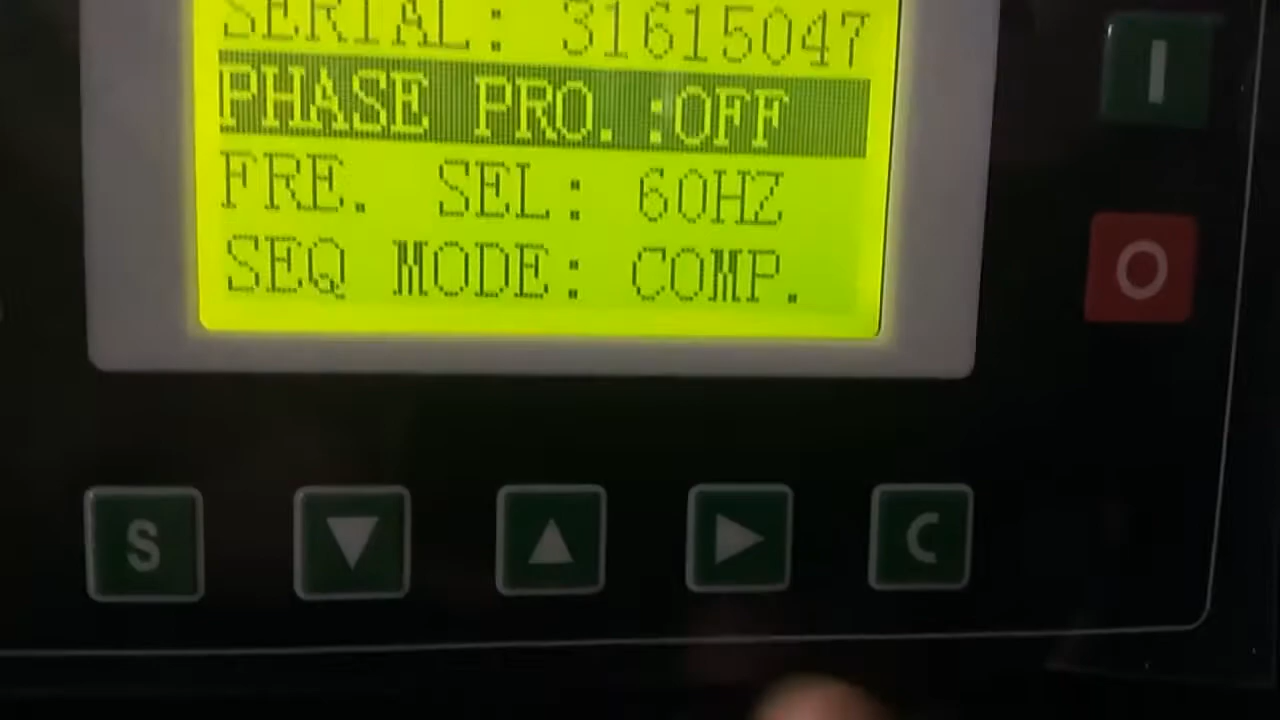 SERIAL: 31615047
PHASE PRO. :OFF
FRE. SEL: 60HZ
SEQ MODE: COMP.
I
O
S
C